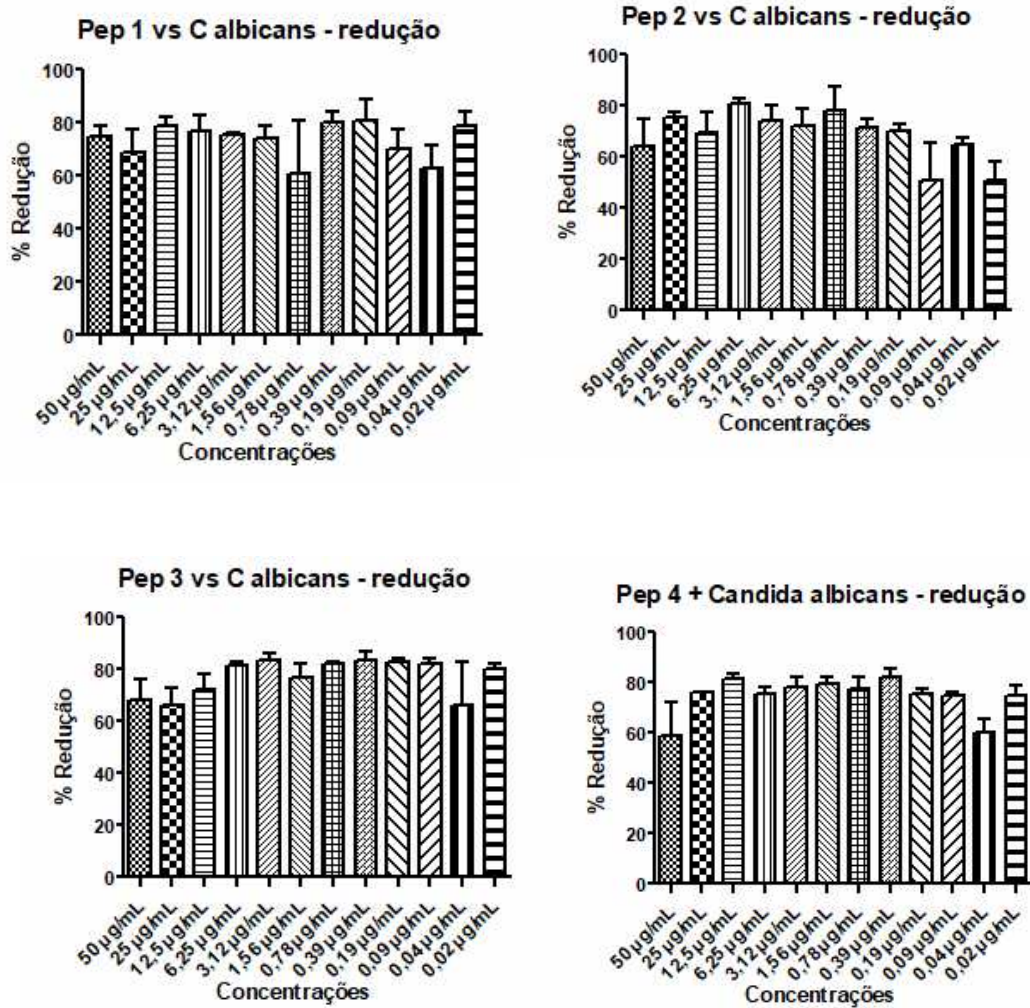 Pep 1 vs C albicans - redução
% Redução
100
80
60
40
20
0
50 µg/mL
25 µg/mL
12,5 µg/mL
6,25 µg/mL
3,12 µg/mL
1,56 µg/mL
0,78 µg/mL
0,39 µg/mL
0,19 µg/mL
0,09 µg/mL
0,04 µg/mL
0,02 µg/mL
Concentrações
Pep 2 vs C albicans - redução
% Redução
100
80
60
40
20
0
50 µg/mL
25 µg/mL
12,5 µg/mL
6,25 µg/mL
3,12 µg/mL
1,56 µg/mL
0,78 µg/mL
0,39 µg/mL
0,19 µg/mL
0,09 µg/mL
0,04 µg/mL
0,02 µg/mL
Concentrações
Pep 3 vs C albicans - redução
% Redução
100
80
60
40
20
0
50 µg/mL
25 µg/mL
12,5 µg/mL
6,25 µg/mL
3,12 µg/mL
1,56 µg/mL
0,78 µg/mL
0,39 µg/mL
0,19 µg/mL
0,09 µg/mL
0,04 µg/mL
0,02 µg/mL
Concentrações
Pep 4 + Candida albicans - redução
% Redução
100
80
60
40
20
0
50 µg/mL
25 µg/mL
12,5 µg/mL
6,25 µg/mL
3,12 µg/mL
1,56 µg/mL
0,78 µg/mL
0,39 µg/mL
0,19 µg/mL
0,09 µg/mL
0,04 µg/mL
0,02 µg/mL
Concentrações